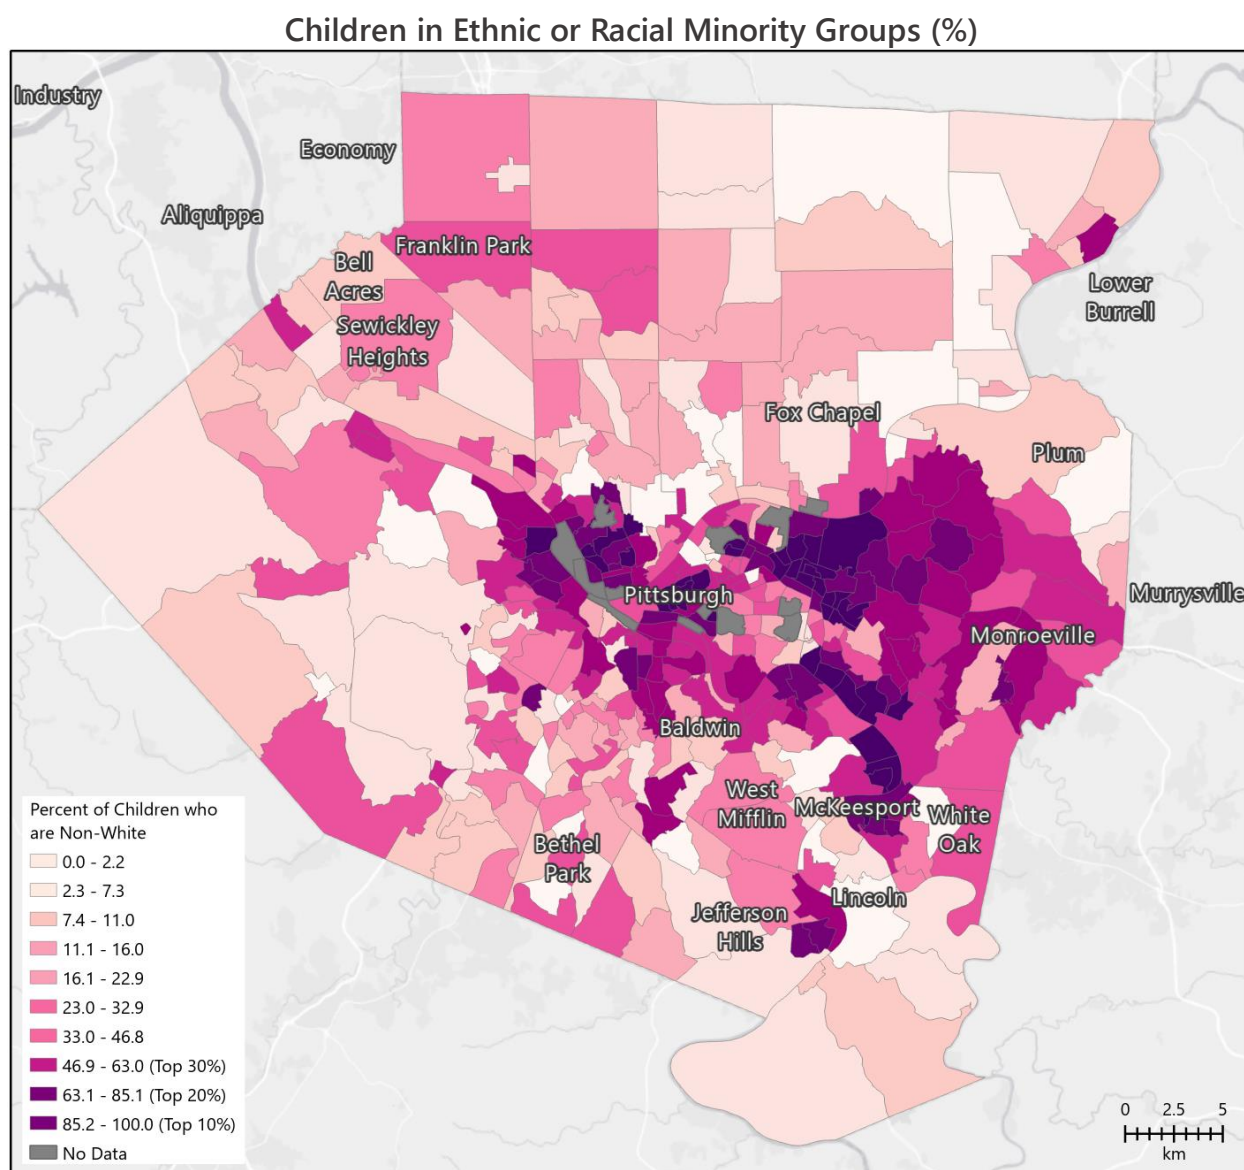 Children in Ethnic or Racial Minority Groups (%)
Industry
Economy
Aliquippa
Franklin Park
Bell
Acres
Lower
Burrell
Sewickley
Heights
Fox Chapel
Plum
Pittsburgh
Murrysville
Monroeville
Baldwin
West
Mifflin
McKeesport
White
Oak
Bethel
Park
Lincoln
Jefferson
Hills
Percent of Children who
are Non-White
0.0 - 2.2
2.3 - 7.3
7.4 - 11.0
11.1 - 16.0
16.1 - 22.9
23.0 - 32.9
33.0 - 46.8
46.9 - 63.0 (Top 30%)
63.1 - 85.1 (Top 20%)
85.2 - 100.0 (Top 10%)
No Data
0 2.5 5
km